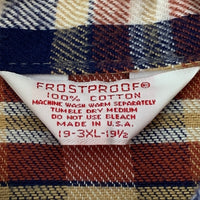 FROSTPROOF®
100% COTTON
MACHINE WASH WARM SEPARATELY
TUMBLE DRY MEDIUM
DO NOT USE BLEACH
MADE IN U.S.A.
19-3XL-19½